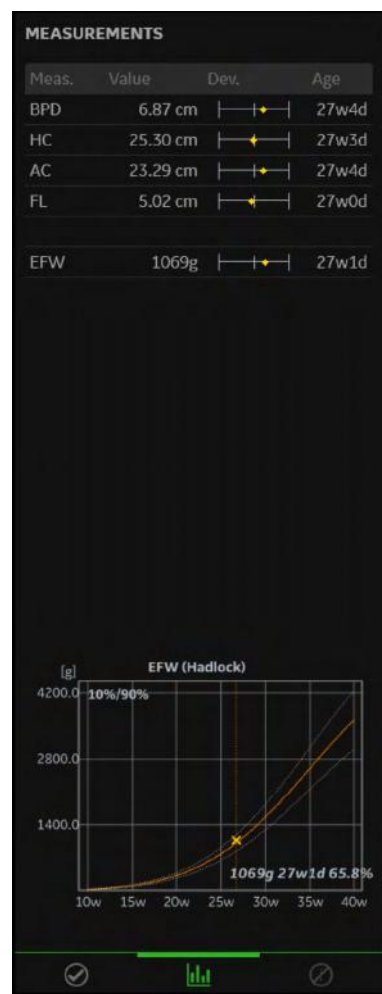 MEASUREMENTS
Meas. Value Dev. Age
BPD 6.87 cm 27w4d
HC 25.30 cm 27w3d
AC 23.29 cm 27w4d
FL 5.02 cm 27w0d
EFW 1069g 27w1d
[g] EFW (Hadlock)
4200.0 10%/90%
2800.0
1400.0
1069g 27w1d 65.8%
10w 15w 20w 25w 30w 35w 40w